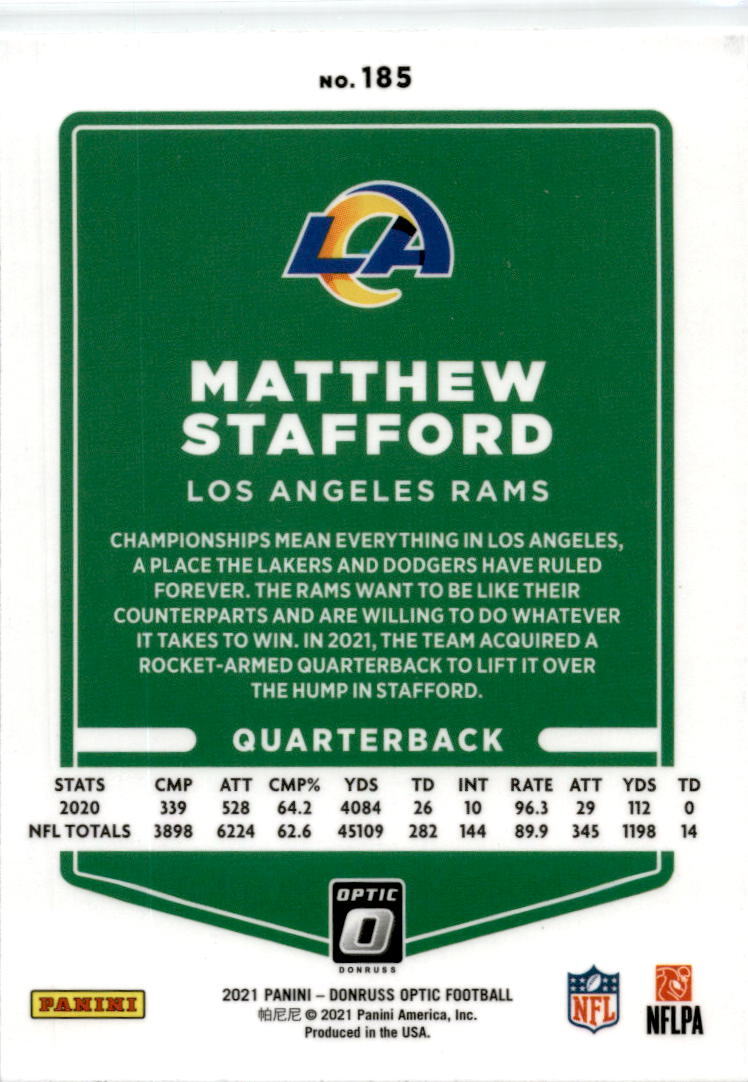 NO. 185
LA
MATTHEW
STAFFORD
LOS ANGELES RAMS
CHAMPIONSHIPS MEAN EVERYTHING IN LOS ANGELES,
A PLACE THE LAKERS AND DODGERS HAVE RULED
FOREVER. THE RAMS WANT TO BE LIKE THEIR
COUNTERPARTS AND ARE WILLING TO DO WHATEVER
IT TAKES TO WIN. IN 2021, THE TEAM ACQUIRED A
ROCKET-ARMED QUARTERBACK TO LIFT IT OVER
THE HUMP IN STAFFORD.
QUARTERBACK
STATS CMP ATT CMP% YDS TD INT RATE ATT YDS TD
2020 339 528 64.2 4084 26 10 96.3 29 112 0
NFL TOTALS 3898 6224 62.6 45109 282 144 89.9 345 1198 14
OPTIC
O
DONRUSS
PANINI
2021 PANINI – DONRUSS OPTIC FOOTBALL
帕尼尼 © 2021 Panini America, Inc.
Produced in the USA.
NFL
NFLPA